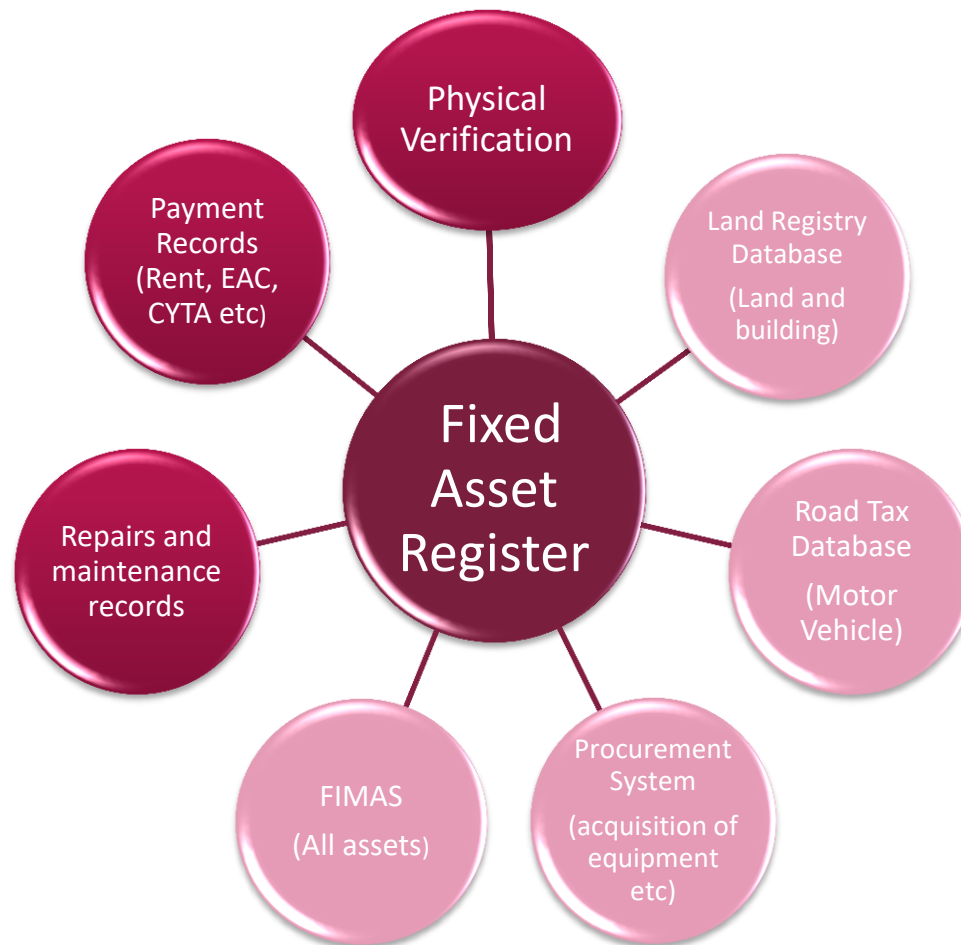 Physical
Verification
Payment
Records
(Rent, EAC,
CYTA etc)
Land Registry
Database
(Land and
building)
Fixed
Asset
Register
Repairs and
maintenance
records
Road Tax
Database
(Motor
Vehicle)
FIMAS
(All assets)
Procurement
System
(acquisition of
equipment
etc)